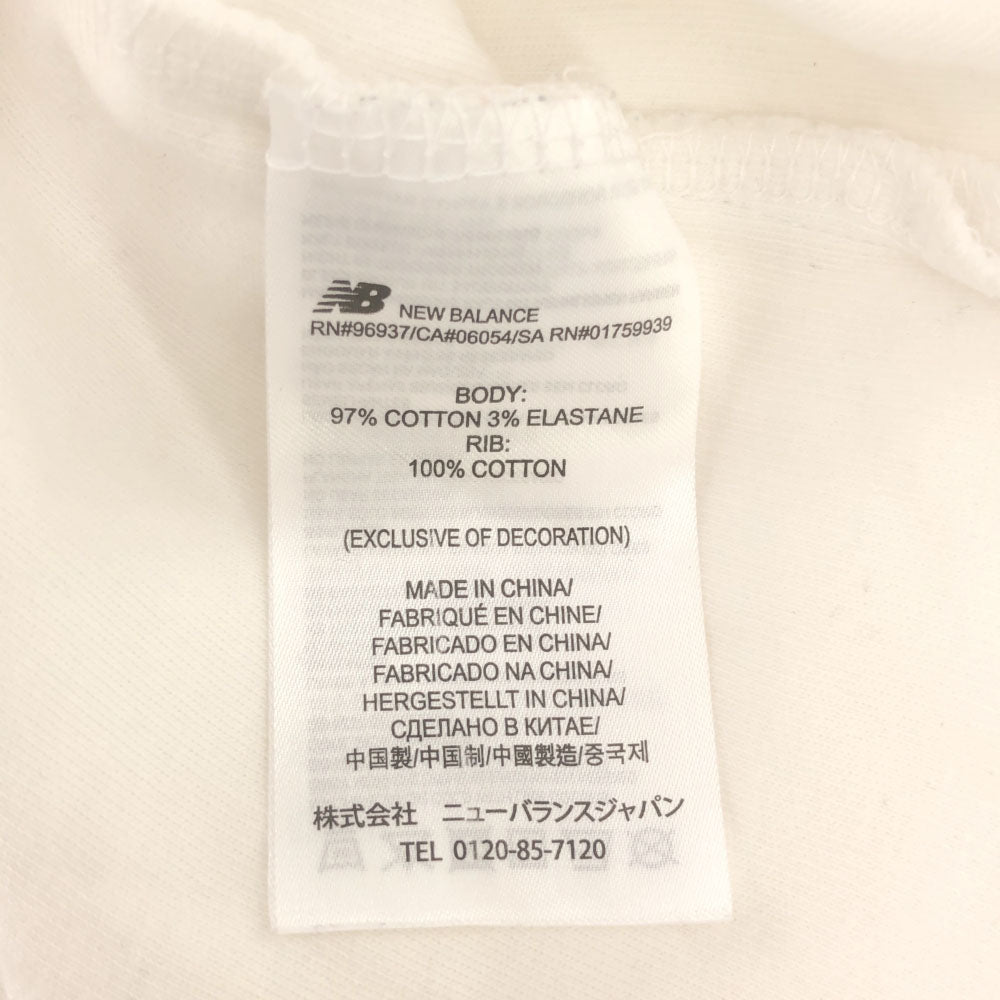 NB NEW BALANCE
RN#96937/CA#06054/SA RN#01759939
BODY:
97% COTTON 3% ELASTANE
RIB:
100% COTTON
(EXCLUSIVE OF DECORATION)
MADE IN CHINA/
FABRIQUÉ EN CHINE/
FABRICADO EN CHINA/
FABRICADO NA CHINA/
HERGESTELLT IN CHINA/
СДЕЛАНО В КИТАЕ/
中国製/中国制/中國製造/중국제
株式会社 ニューバランスジャパン
TEL 0120-85-7120